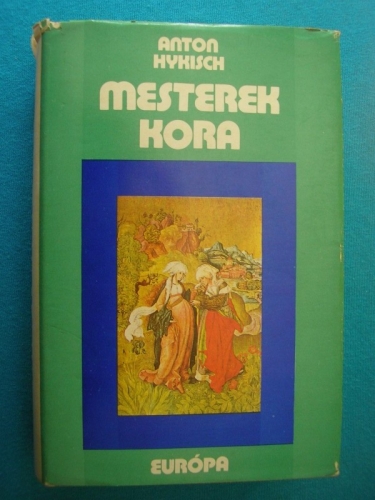 ANTON
HYKISCH
MESTEREK
KORA
EURÓPA